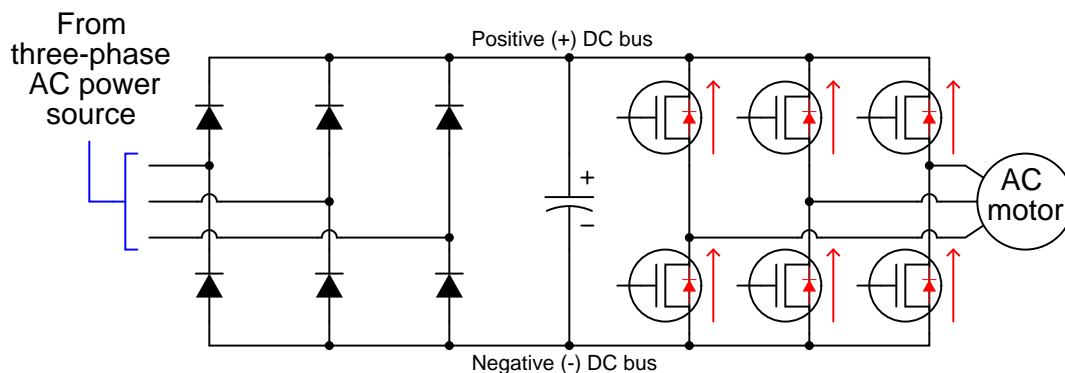 From
three-phase
AC power
source
Positive (+) DC bus
+
−
AC
motor
Negative (-) DC bus